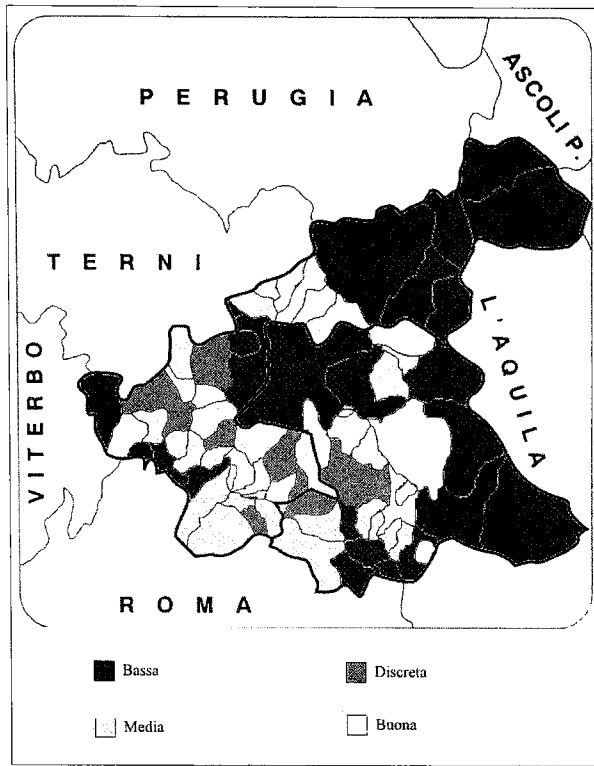 PERUGIA
ASCOLI P.
TERNI
L'AQUILA
VITERBO
ROMA
Bassa
Discreta
Media
Buona